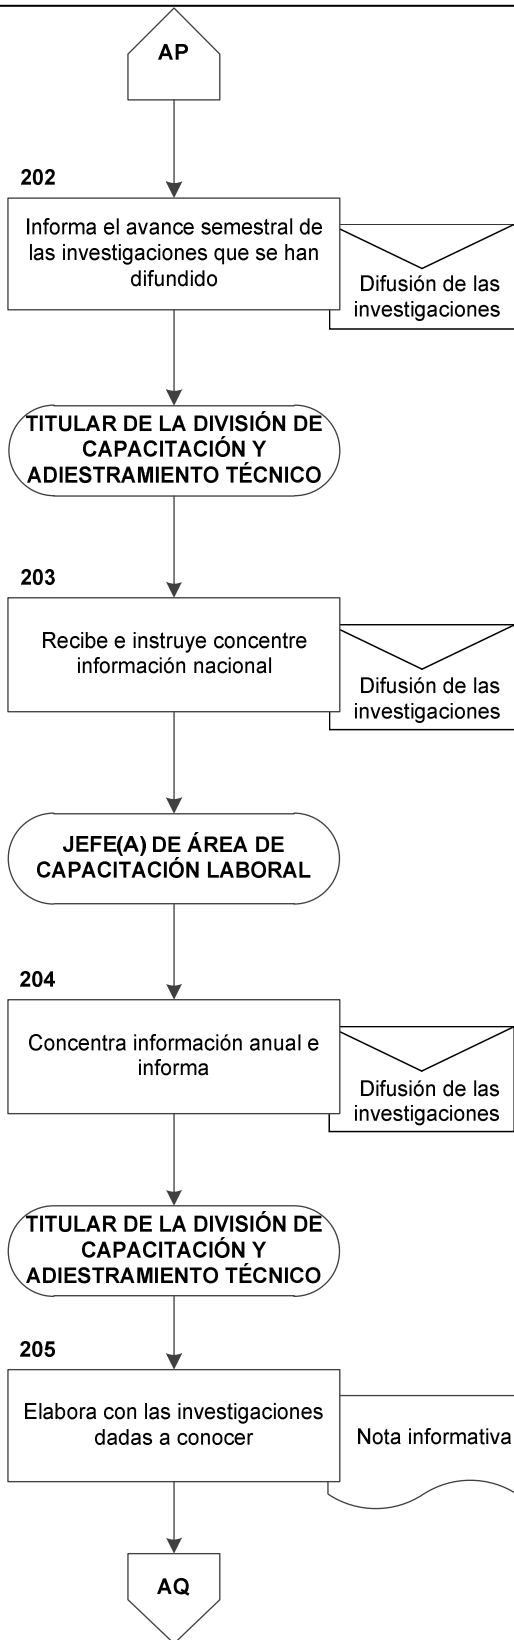 AP
202
Informa el avance semestral de
las investigaciones que se han
difundido
Difusión de las
investigaciones
TITULAR DE LA DIVISIÓN DE
CAPACITACIÓN Y
ADIESTRAMIENTO TÉCNICO
203
Recibe e instruye concentre
información nacional
Difusión de las
investigaciones
JEFE(A) DE ÁREA DE
CAPACITACIÓN LABORAL
204
Concentra información anual e
informa
Difusión de las
investigaciones
TITULAR DE LA DIVISIÓN DE
CAPACITACIÓN Y
ADIESTRAMIENTO TÉCNICO
205
Elabora con las investigaciones
dadas a conocer
Nota informativa
AQ